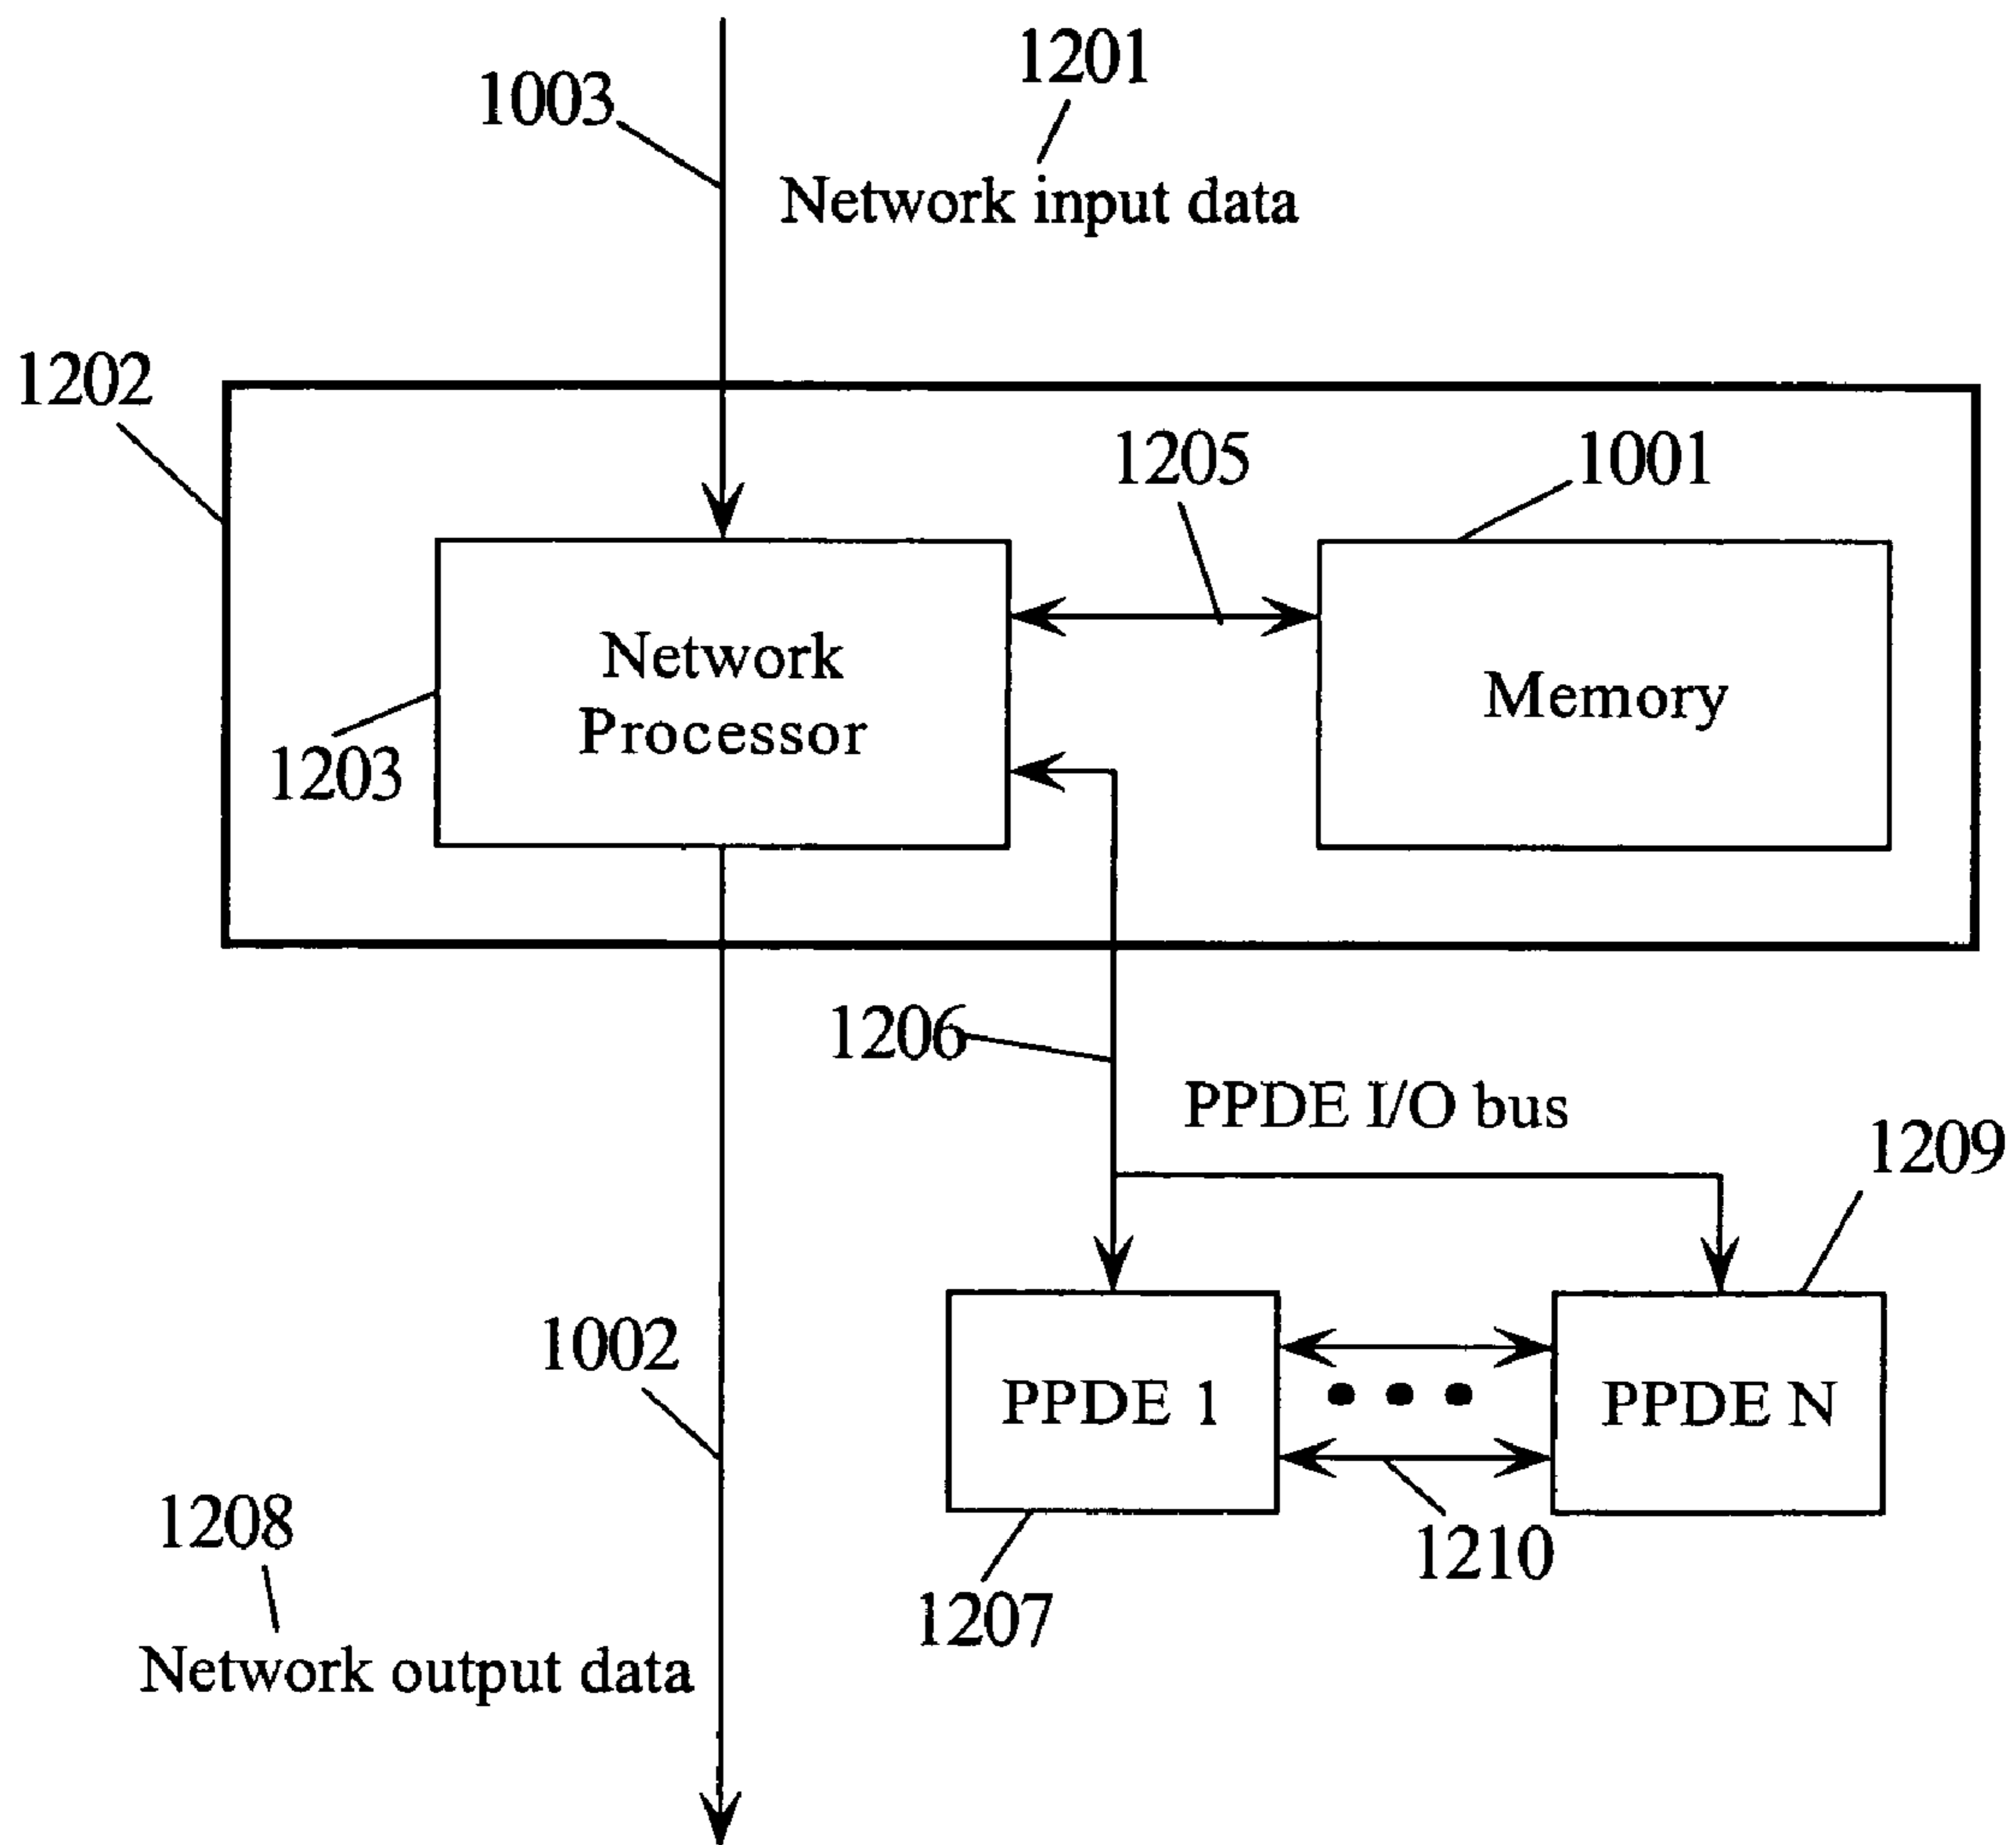 1201
1003
Network input data
1202
1205
1001
Network
Processor
Memory
1203
1206
PPDE I/O bus
1209
1002
PPDE 1
PPDE N
1208
1210
1207
Network output data